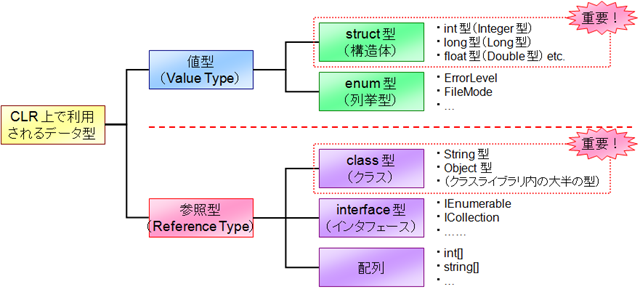 CLR 上で利用
されるデータ型
値型
（Value Type）
struct 型
（構造体）
・int 型（Integer 型）
・long 型（Long 型）
・float 型（Double 型） etc.
重要！
enum 型
（列挙型）
・ErrorLevel
・FileMode
・…
参照型
（Reference Type）
class 型
（クラス）
・String 型
・Object 型
・（クラスライブラリ内の大半の型）
重要！
interface 型
（インタフェース）
・IEnumerable
・ICollection
・……
配列
・int[]
・string[]
・…